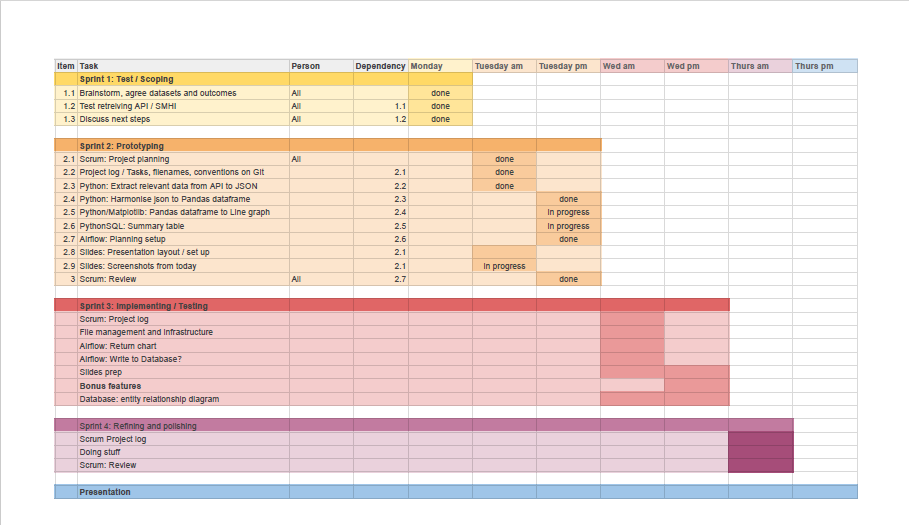 Item Task Person Dependency Monday Tuesday am Tuesday pm Wed am Wed pm Thurs am Thurs pm
Sprint 1: Test / Scoping
1.1 Brainstorm, agree datasets and outcomes All done
1.2 Test retreiving API / SMHI All 1.1 done
1.3 Discuss next steps All 1.2 done
Sprint 2: Prototyping
2.1 Scrum: Project planning All done
2.2 Project log / Tasks, filenames, conventions on Git 2.1 done
2.3 Python: Extract relevant data from API to JSON 2.2 done
2.4 Python: Harmonise json to Pandas dataframe 2.3 done
2.5 Python/Matplotlib: Pandas dataframe to Line graph 2.4 In progress
2.6 PythonSQL: Summary table 2.5 In progress
2.7 Airflow: Planning setup 2.6 done
2.8 Slides: Presentation layout / set up 2.1
2.9 Slides: Screenshots from today 2.1 In progress
3 Scrum: Review All 2.7 done
Sprint 3: Implementing / Testing
Scrum: Project log
File management and infrastructure
Airflow: Return chart
Airflow: Write to Database?
Slides prep
Bonus features
Database: entity relationship diagram
Sprint 4: Refining and polishing
Scrum Project log
Doing stuff
Scrum: Review
Presentation